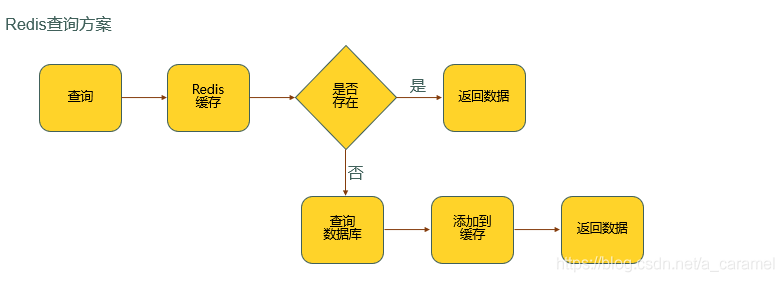 Redis查询方案
查询
Redis
缓存
是否
存在
是
返回数据
否
查询
数据库
添加到
缓存
返回数据
https://blog.csdn.net/a_caramel